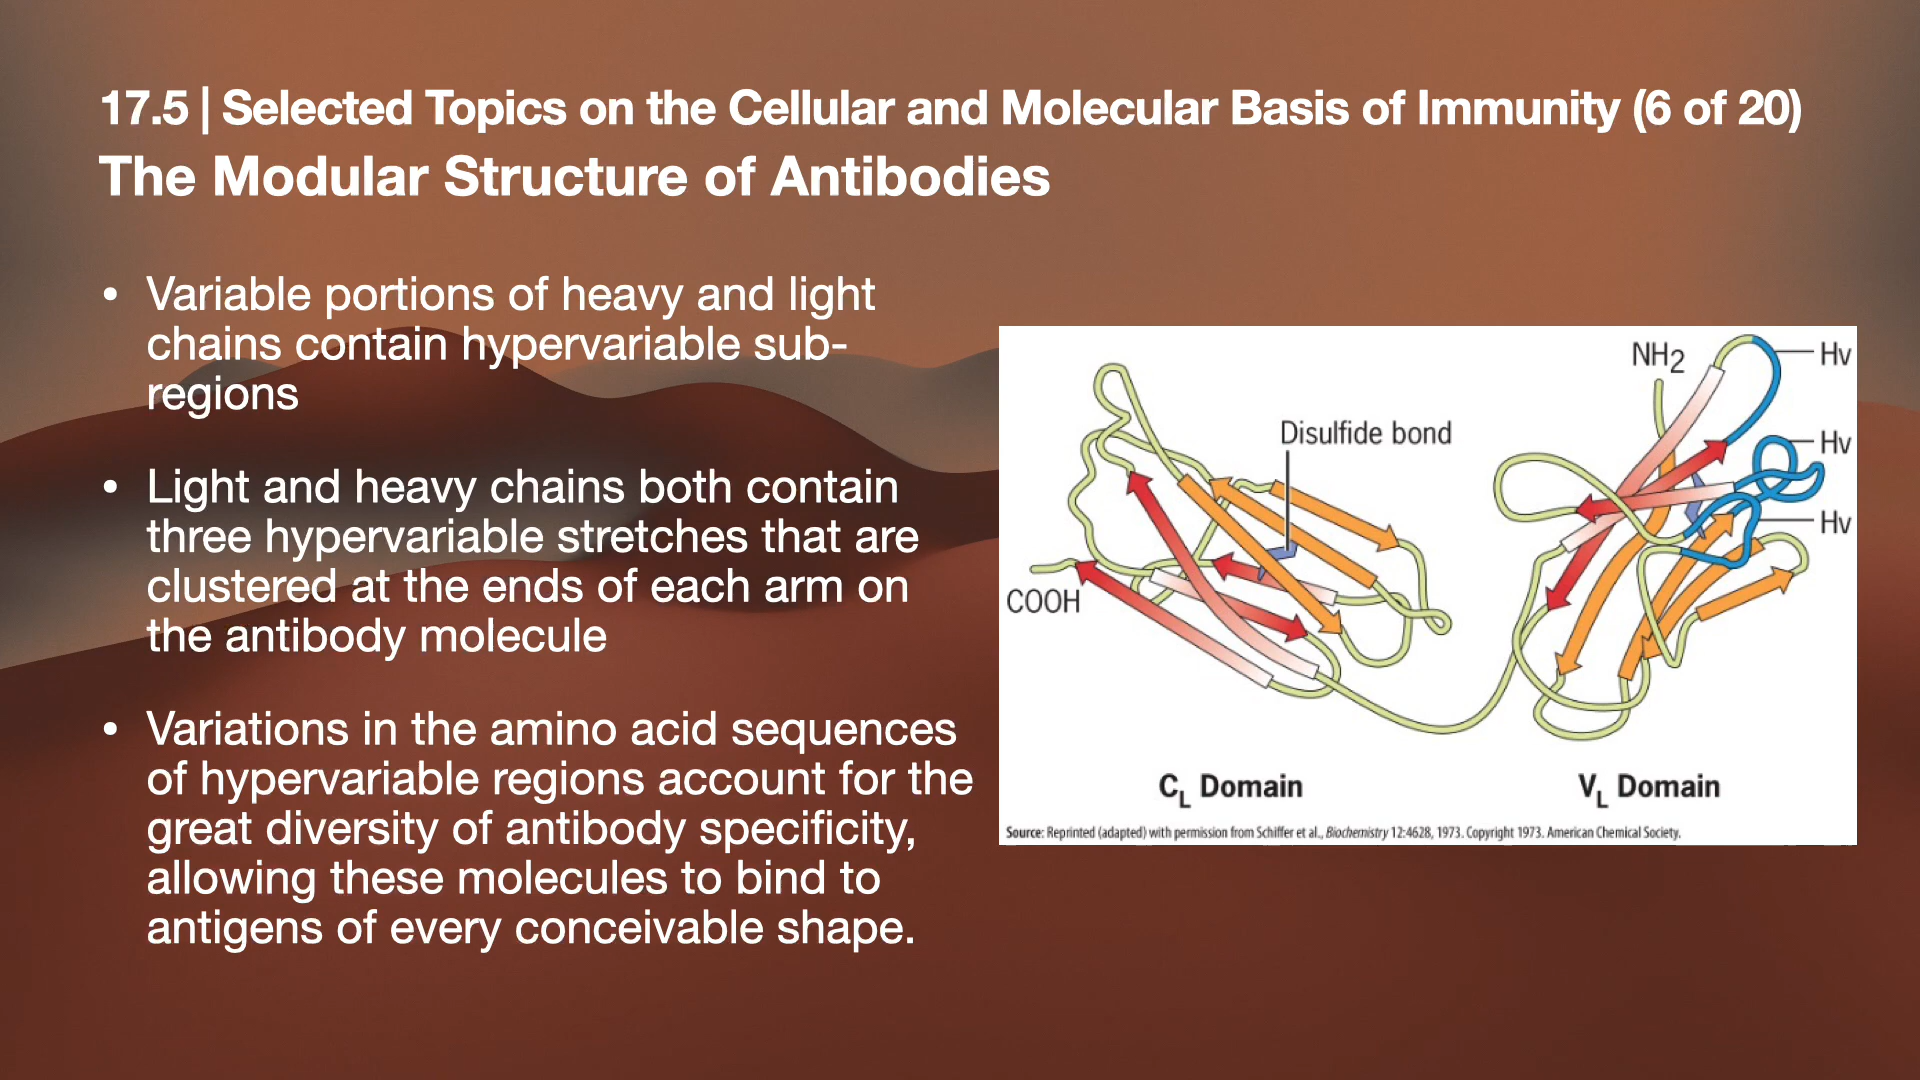 17.5 | Selected Topics on the Cellular and Molecular Basis of Immunity (6 of 20)
The Modular Structure of Antibodies
• Variable portions of heavy and light
chains contain hypervariable sub-
regions
• Light and heavy chains both contain
three hypervariable stretches that are
clustered at the ends of each arm on
the antibody molecule
• Variations in the amino acid sequences
of hypervariable regions account for the
great diversity of antibody specificity,
allowing these molecules to bind to
antigens of every conceivable shape.
NH2
Hv
Disulfide bond
Hv
Hv
COOH
CL Domain
VL Domain
Source: Reprinted (adapted) with permission from Schiffer et al., Biochemistry 12:4628, 1973. Copyright 1973. American Chemical Society.